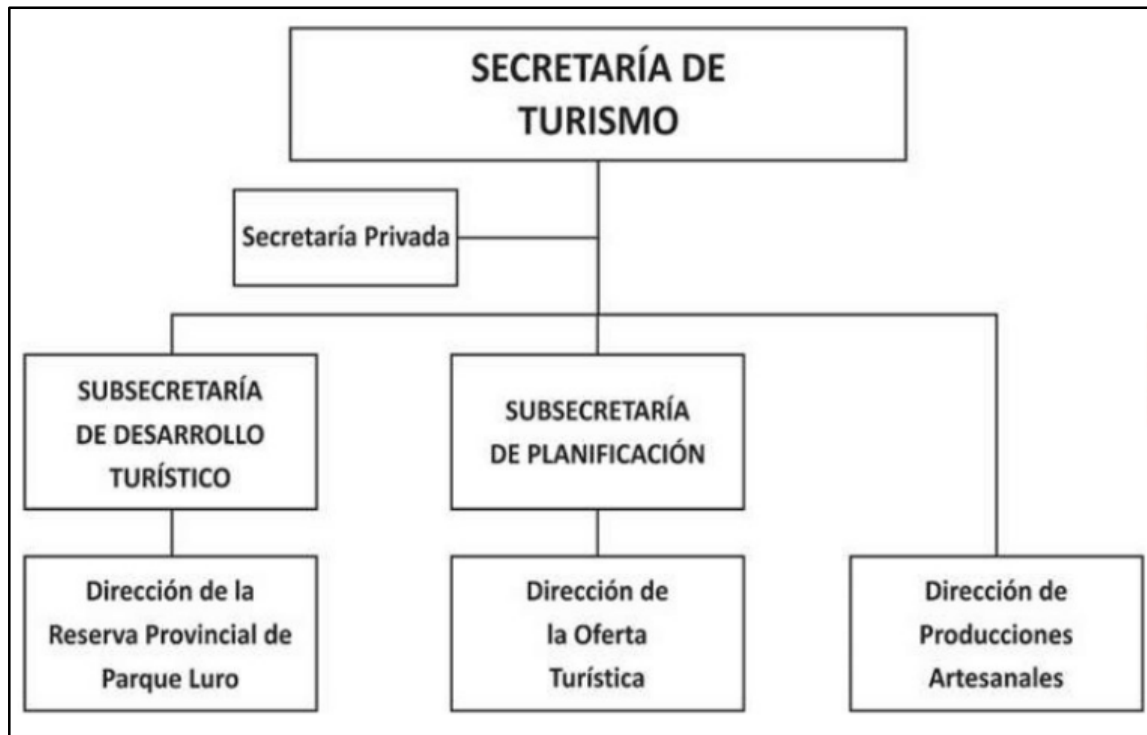 SECRETARÍA DE
TURISMO
Secretaría Privada
SUBSECRETARÍA
DE DESARROLLO
TURÍSTICO
SUBSECRETARÍA
DE PLANIFICACIÓN
Dirección de la
Reserva Provincial de
Parque Luro
Dirección de
la Oferta
Turística
Dirección de
Producciones
Artesanales